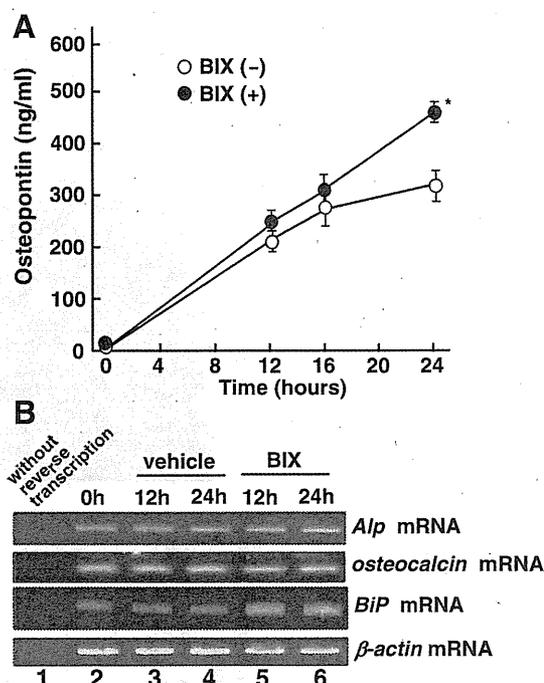 A
600
500
400
300
200
100
0
Osteopontin (ng/ml)
BIX (−)
BIX (+)
*
0 4 8 12 16 20 24
Time (hours)
B
without
reverse
transcription
vehicle BIX
0h 12h 24h 12h 24h
Alp mRNA
osteocalcin mRNA
BiP mRNA
β-actin mRNA
1 2 3 4 5 6